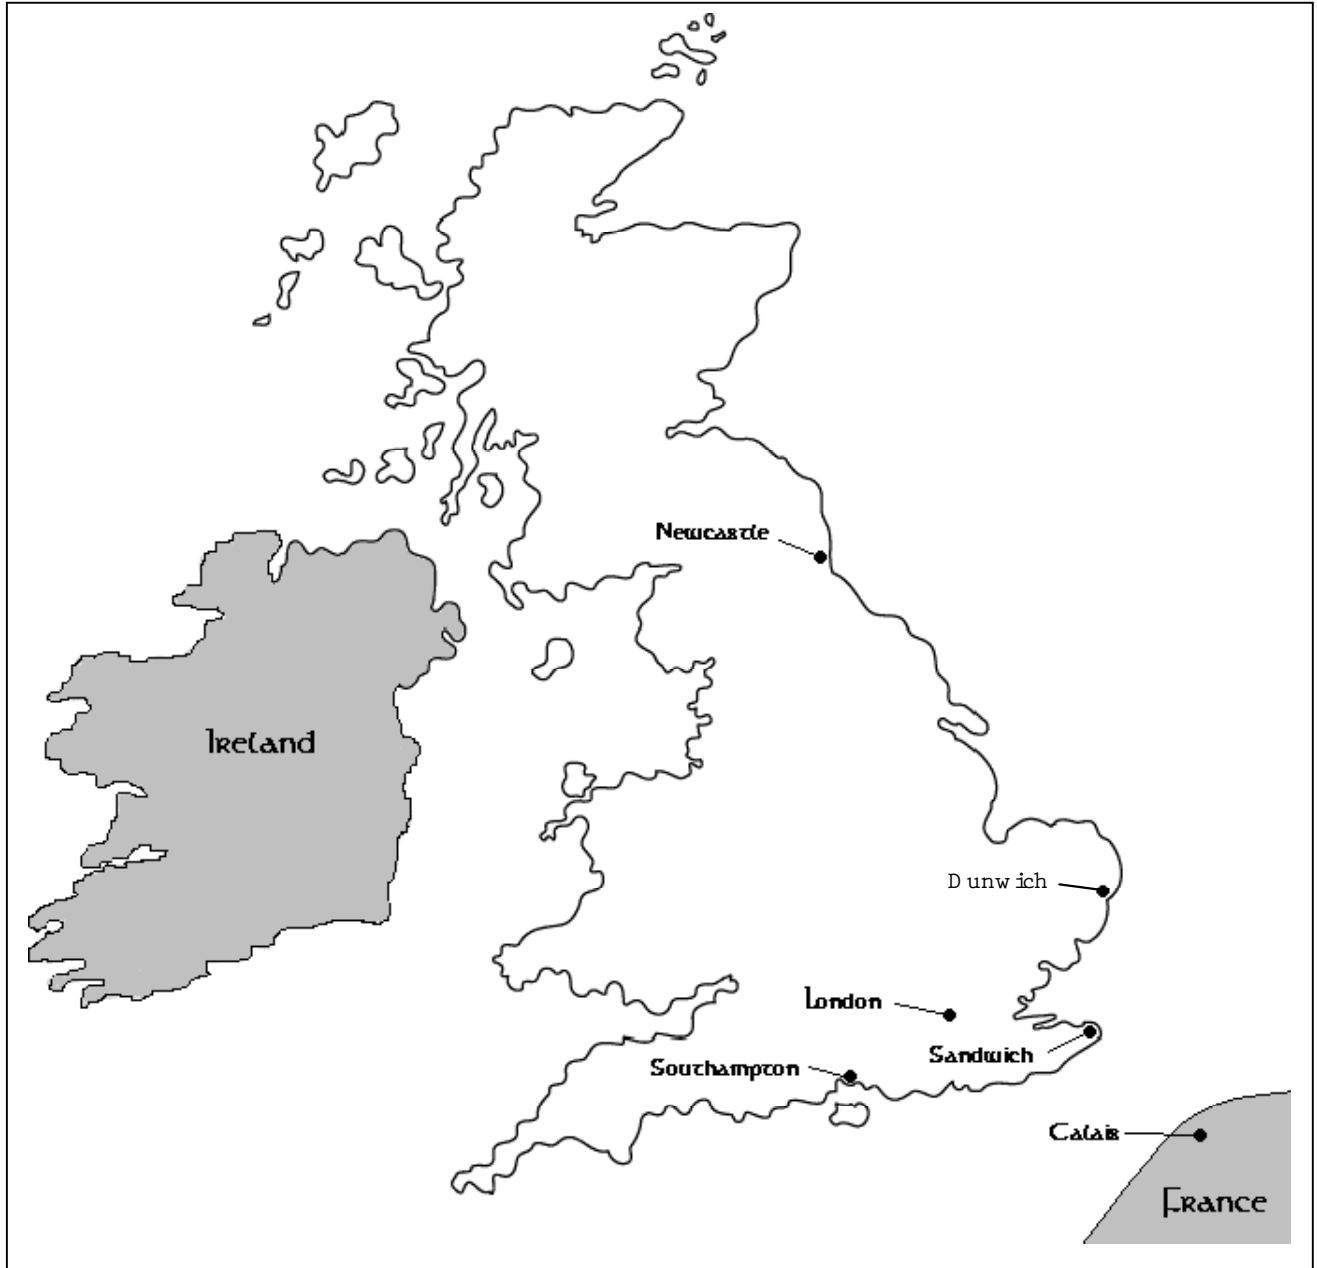 Newcastle
Ireland
Dunwich
London
Sandwich
Southampton
Calais
France